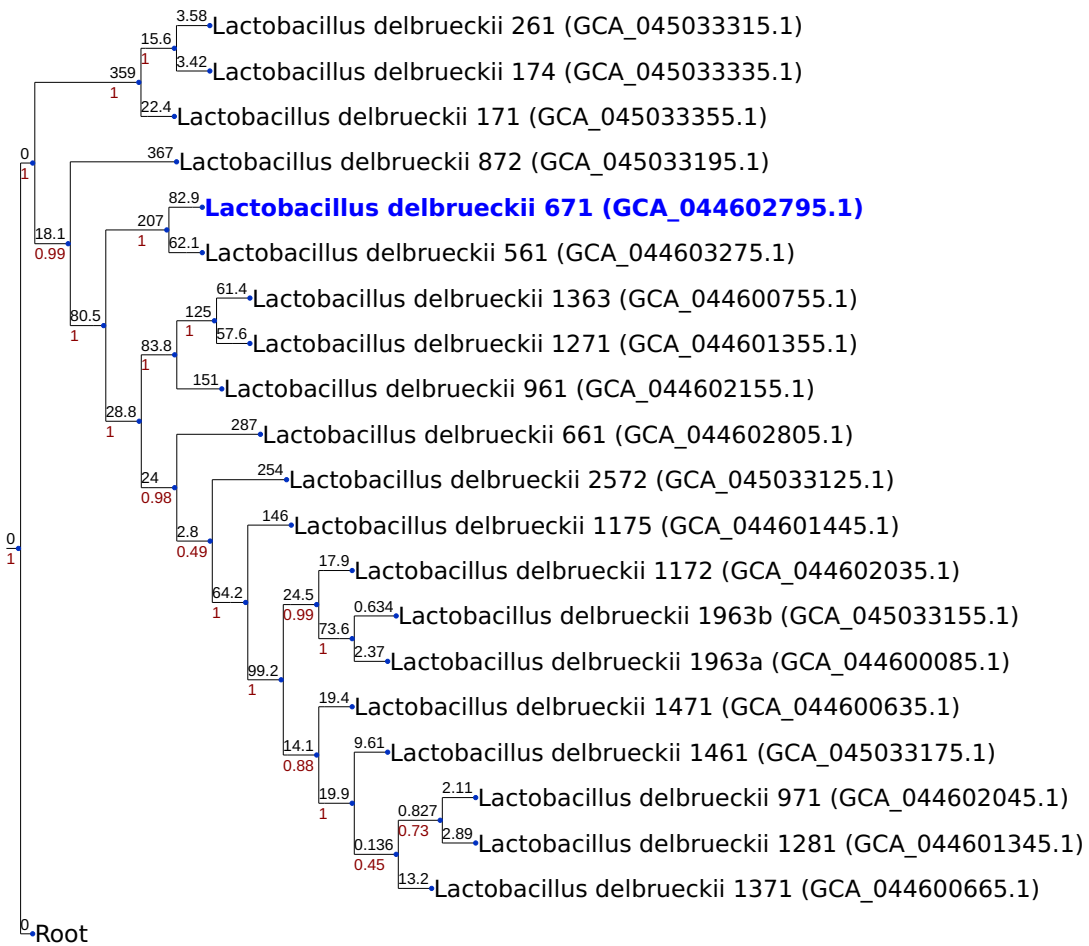 3.58
Lactobacillus delbrueckii 261 (GCA_045033315.1)
15.6
1
3.42
Lactobacillus delbrueckii 174 (GCA_045033335.1)
359
1
22.4
Lactobacillus delbrueckii 171 (GCA_045033355.1)
0
1
367
Lactobacillus delbrueckii 872 (GCA_045033195.1)
82.9
Lactobacillus delbrueckii 671 (GCA_044602795.1)
207
1
18.1
0.99
62.1
Lactobacillus delbrueckii 561 (GCA_044603275.1)
61.4
Lactobacillus delbrueckii 1363 (GCA_044600755.1)
125
1
80.5
1
57.6
Lactobacillus delbrueckii 1271 (GCA_044601355.1)
83.8
1
151
Lactobacillus delbrueckii 961 (GCA_044602155.1)
28.8
1
287
Lactobacillus delbrueckii 661 (GCA_044602805.1)
24
0.98
254
Lactobacillus delbrueckii 2572 (GCA_045033125.1)
146
Lactobacillus delbrueckii 1175 (GCA_044601445.1)
2.8
0.49
0
1
17.9
Lactobacillus delbrueckii 1172 (GCA_044602035.1)
64.2
1
24.5
0.99
0.634
Lactobacillus delbrueckii 1963b (GCA_045033155.1)
73.6
1
2.37
Lactobacillus delbrueckii 1963a (GCA_044600085.1)
99.2
1
19.4
Lactobacillus delbrueckii 1471 (GCA_044600635.1)
14.1
0.88
9.61
Lactobacillus delbrueckii 1461 (GCA_045033175.1)
19.9
1
2.11
Lactobacillus delbrueckii 971 (GCA_044602045.1)
0.827
0.73
2.89
Lactobacillus delbrueckii 1281 (GCA_044601345.1)
0.136
0.45
13.2
Lactobacillus delbrueckii 1371 (GCA_044600665.1)
0
Root